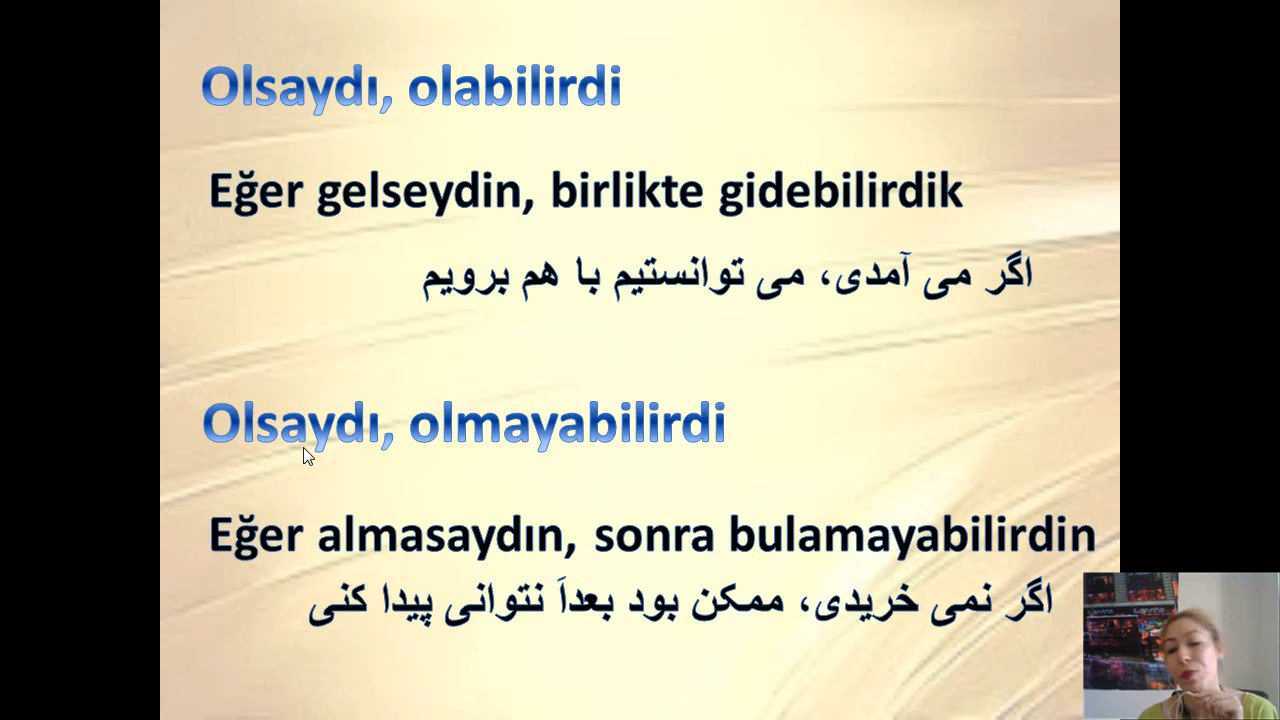 Olsaydı, olabilirdi
Eğer gelseydin, birlikte gidebilirdik
اگر می آمدی، می توانستیم با هم برویم
Olsaydı, olmayabilirdi
Eğer almasaydın, sonra bulamayabilirdin
اگر نمی خریدی، ممکن بود بعداَ نتوانی پیدا کنی